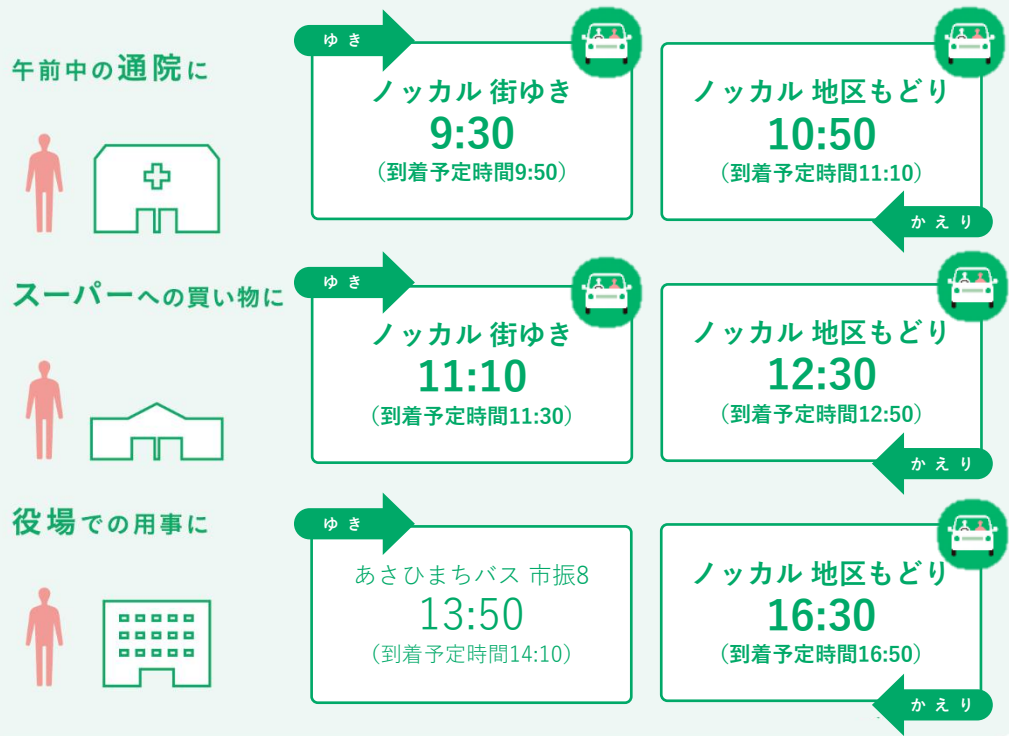 午前中の通院に
ゆき
ノッカル 街ゆき
9:30
（到着予定時間9:50）
ノッカル 地区もどり
10:50
（到着予定時間11:10）
かえり
スーパーへの買い物に
ゆき
ノッカル 街ゆき
11:10
（到着予定時間11:30）
ノッカル 地区もどり
12:30
（到着予定時間12:50）
かえり
役場での用事に
ゆき
あさひまちバス 市振8
13:50
（到着予定時間14:10）
ノッカル 地区もどり
16:30
（到着予定時間16:50）
かえり